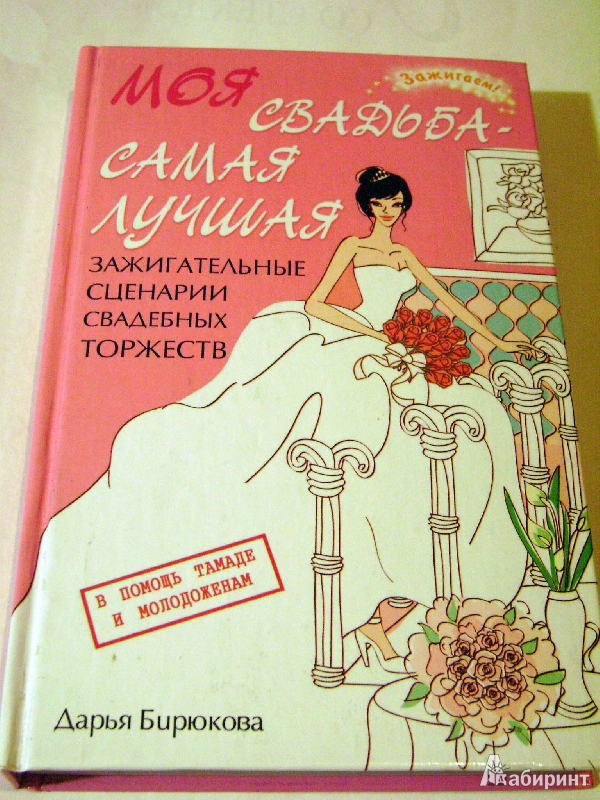 Зажигаем!
МОЯ
СВАДЬБА-
САМАЯ
ЛУЧШАЯ
ЗАЖИГАТЕЛЬНЫЕ
СЦЕНАРИИ
СВАДЕБНЫХ
ТОРЖЕСТВ
В ПОМОЩЬ ТАМАДЕ
И МОЛОДОЖЕНАМ
Дарья Бирюкова
Лабиринт